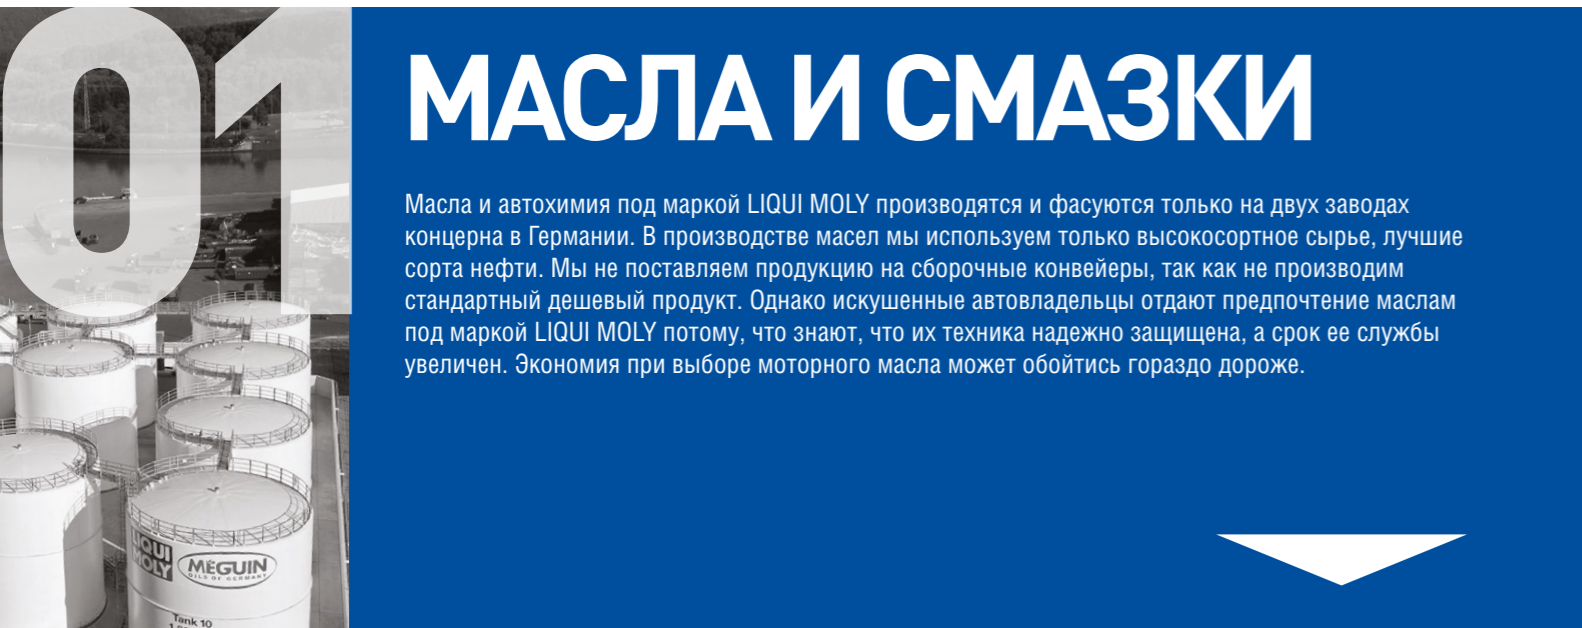 01
МАСЛА И СМАЗКИ
Масла и автохимия под маркой LIQUI MOLY производятся и фасуются только на двух заводах
концерна в Германии. В производстве масел мы используем только высокосортное сырье, лучшие
сорта нефти. Мы не поставляем продукцию на сборочные конвейеры, так как не производим
стандартный дешевый продукт. Однако искушенные автовладельцы отдают предпочтение маслам
под маркой LIQUI MOLY потому, что знают, что их техника надежно защищена, а срок ее службы
увеличен. Экономия при выборе моторного масла может обойтись гораздо дороже.
LIQUI
MOLY
MÉGUIN
OILS OF GERMANY
Tank 10